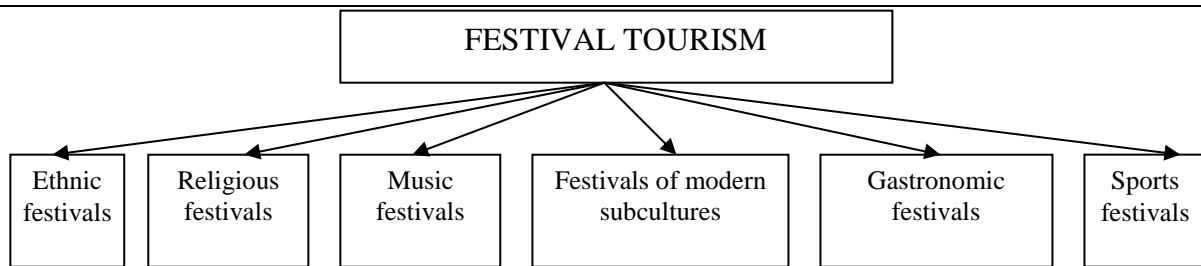 FESTIVAL TOURISM
Ethnic
festivals
Religious
festivals
Music
festivals
Festivals of modern
subcultures
Gastronomic
festivals
Sports
festivals